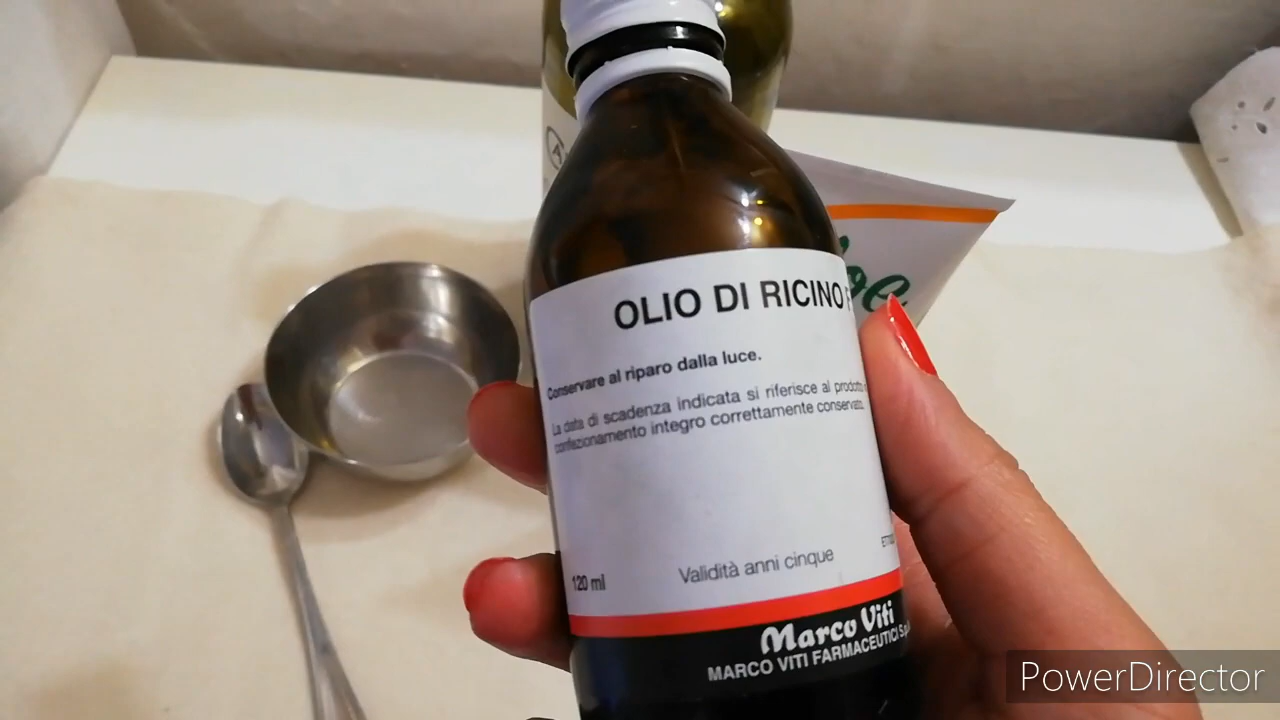 OLIO DI RICINO F
Conservare al riparo dalla luce.
La data di scadenza indicata si riferisce al prodotto
confezionamento integro correttamente conservato.
120 ml
Validità anni cinque
Marco Viti
MARCO VITI FARMACEUTICI S.p.A
PowerDirector